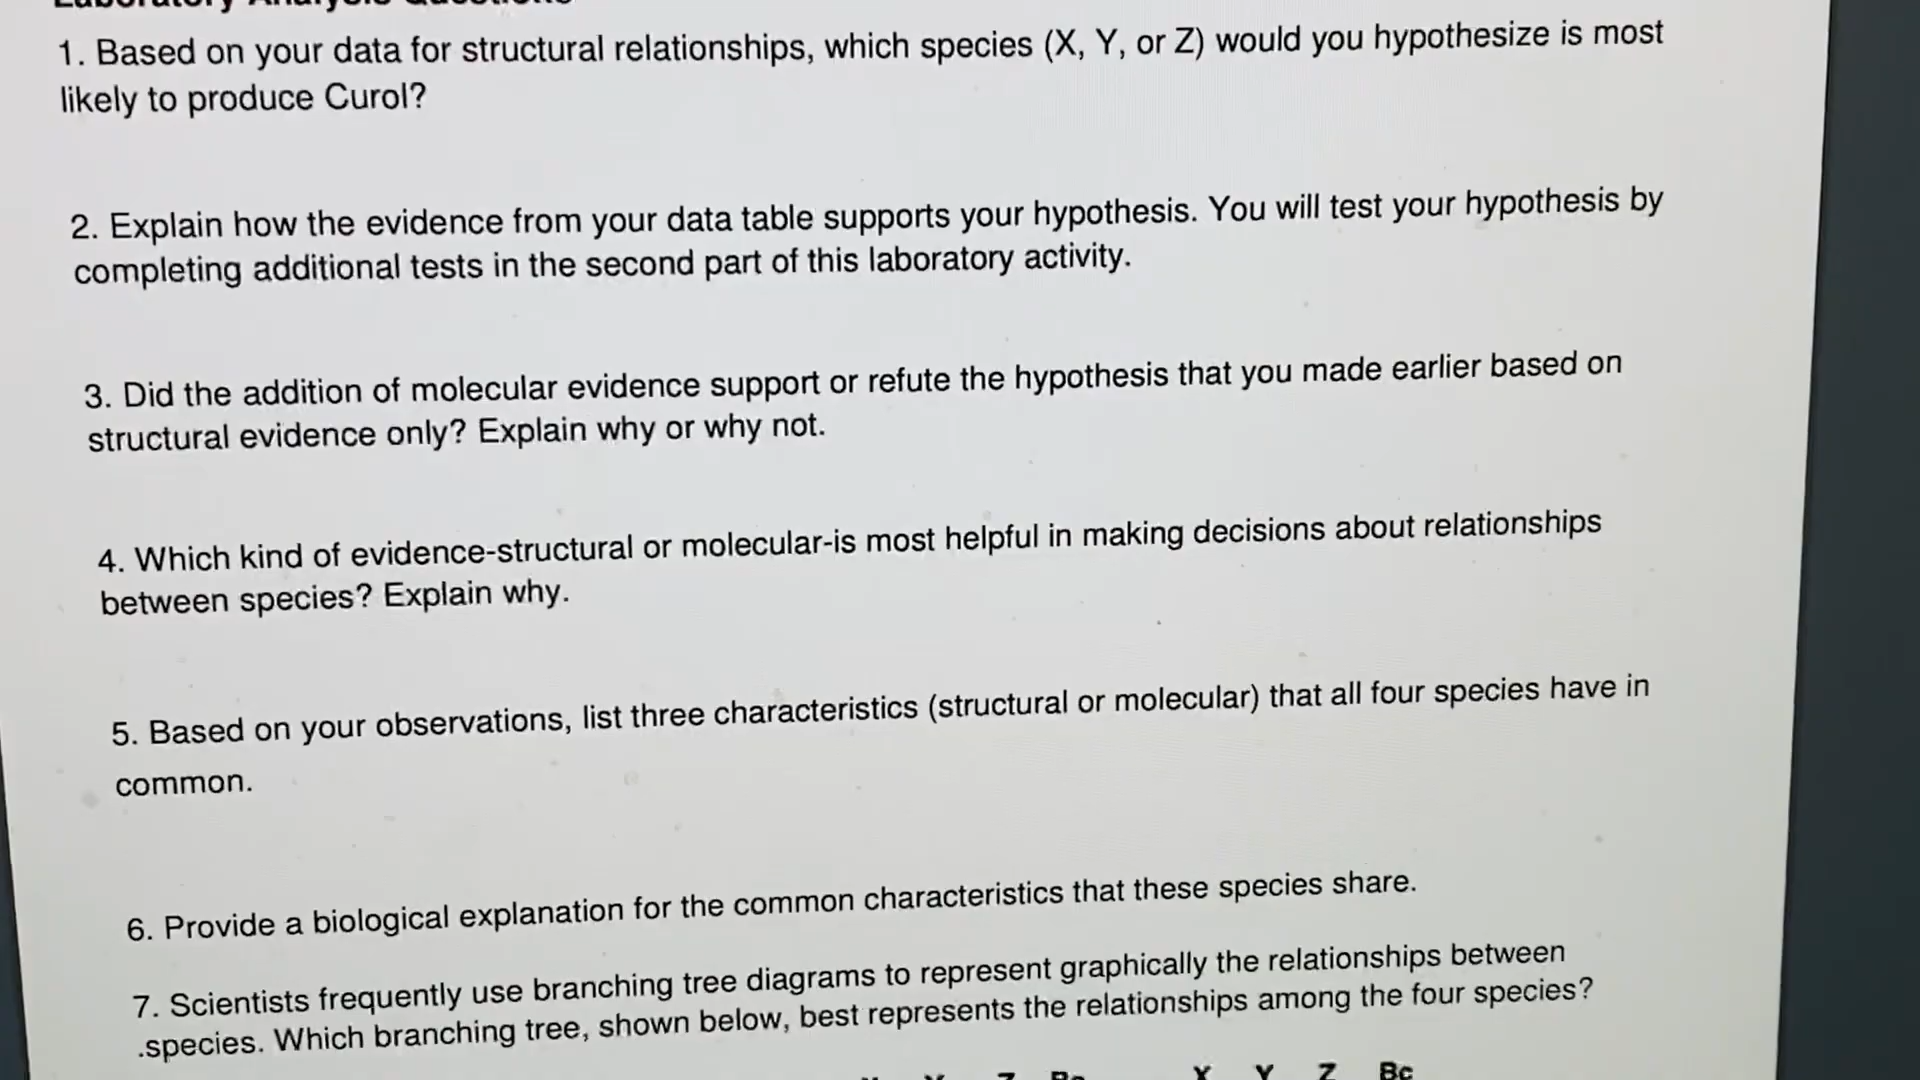 Laboratory Analysis Questions
1. Based on your data for structural relationships, which species (X, Y, or Z) would you hypothesize is most
likely to produce Curol?
2. Explain how the evidence from your data table supports your hypothesis. You will test your hypothesis by
completing additional tests in the second part of this laboratory activity.
3. Did the addition of molecular evidence support or refute the hypothesis that you made earlier based on
structural evidence only? Explain why or why not.
4. Which kind of evidence-structural or molecular-is most helpful in making decisions about relationships
between species? Explain why.
5. Based on your observations, list three characteristics (structural or molecular) that all four species have in
common.
6. Provide a biological explanation for the common characteristics that these species share.
7. Scientists frequently use branching tree diagrams to represent graphically the relationships between
.species. Which branching tree, shown below, best represents the relationships among the four species?
X Y Z Bc